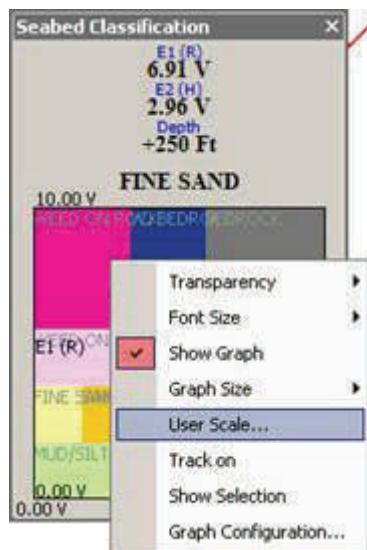 Seabed Classification
E1 (R)
6.91 V
E2 (H)
2.96 V
Depth
+250 Ft
FINE SAND
10.00 V
WEED ON
BEDROCK
Transparency
Font Size
E1 (R)
Show Graph
Graph Size
FINE
User Scale...
MUD/SILT
Track on
0.00 V
Show Selection
0.00 V
Graph Configuration...